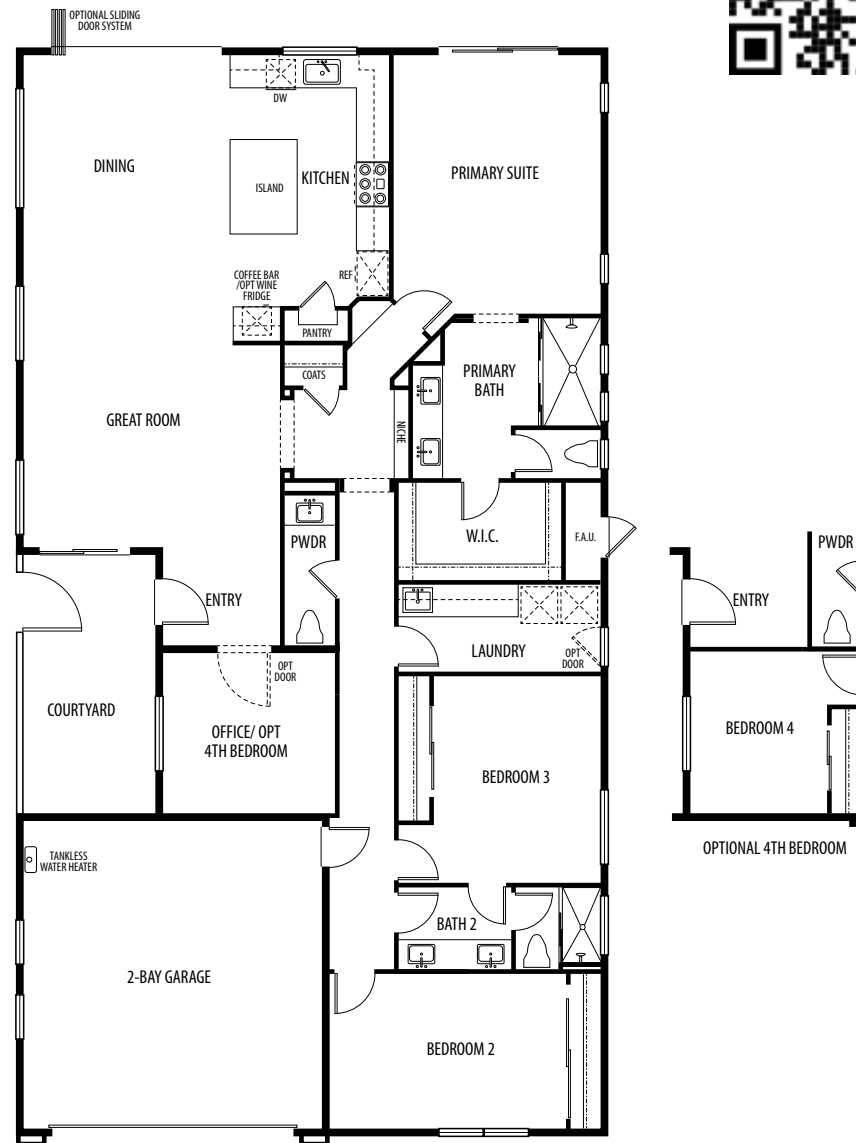 OPTIONAL SLIDING
DOOR SYSTEM
DW
DINING
ISLAND
KITCHEN
PRIMARY SUITE
COFFEE BAR
/OPT WINE
FRIDGE
REF
PANTRY
COATS
PRIMARY
BATH
GREAT ROOM
NICHE
PWDR
W.I.C.
F.A.U.
ENTRY
LAUNDRY
OPT
DOOR
OPT
DOOR
COURTYARD
OFFICE/ OPT
4TH BEDROOM
BEDROOM 3
TANKLESS
WATER HEATER
BATH 2
2-BAY GARAGE
BEDROOM 2
PWDR
ENTRY
BEDROOM 4
OPTIONAL 4TH BEDROOM